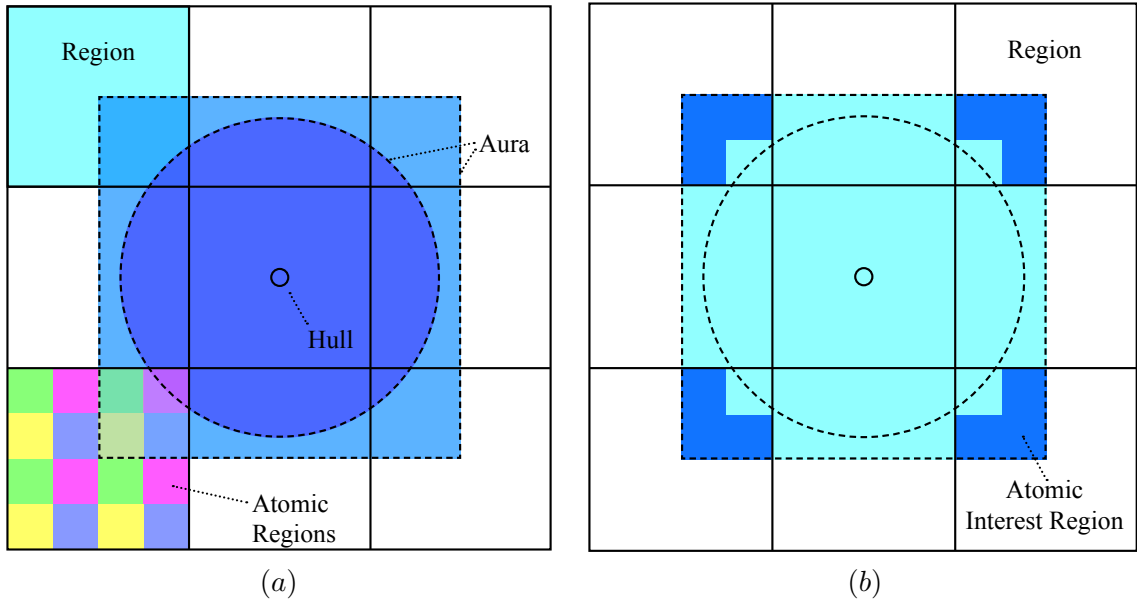 Region
Aura
Hull
Atomic
Regions
(a)
Region
Atomic
Interest Region
(b)